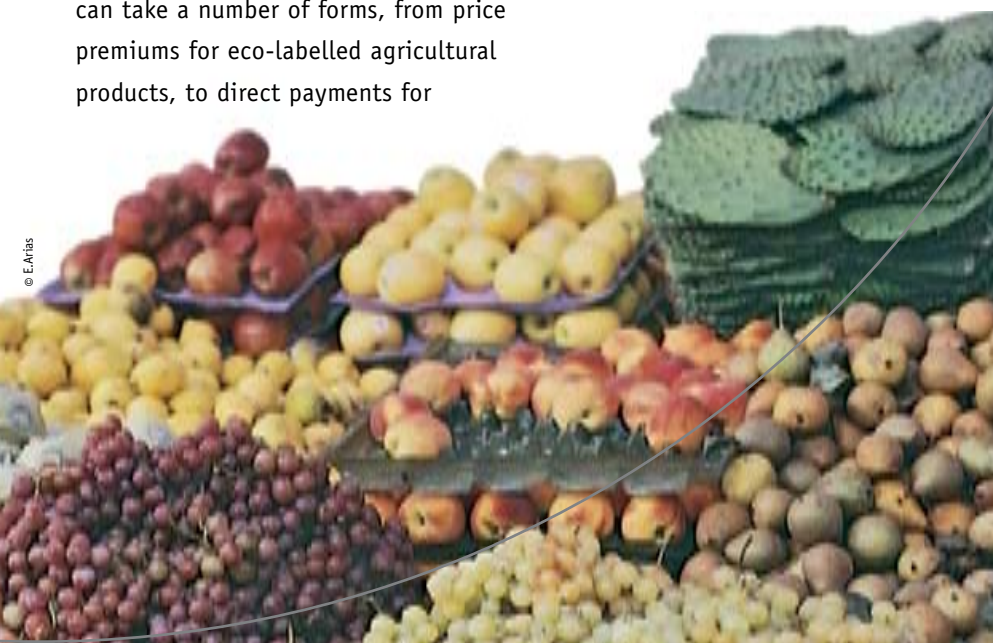 can take a number of forms, from price
premiums for eco-labelled agricultural
products, to direct payments for
© E.Arias